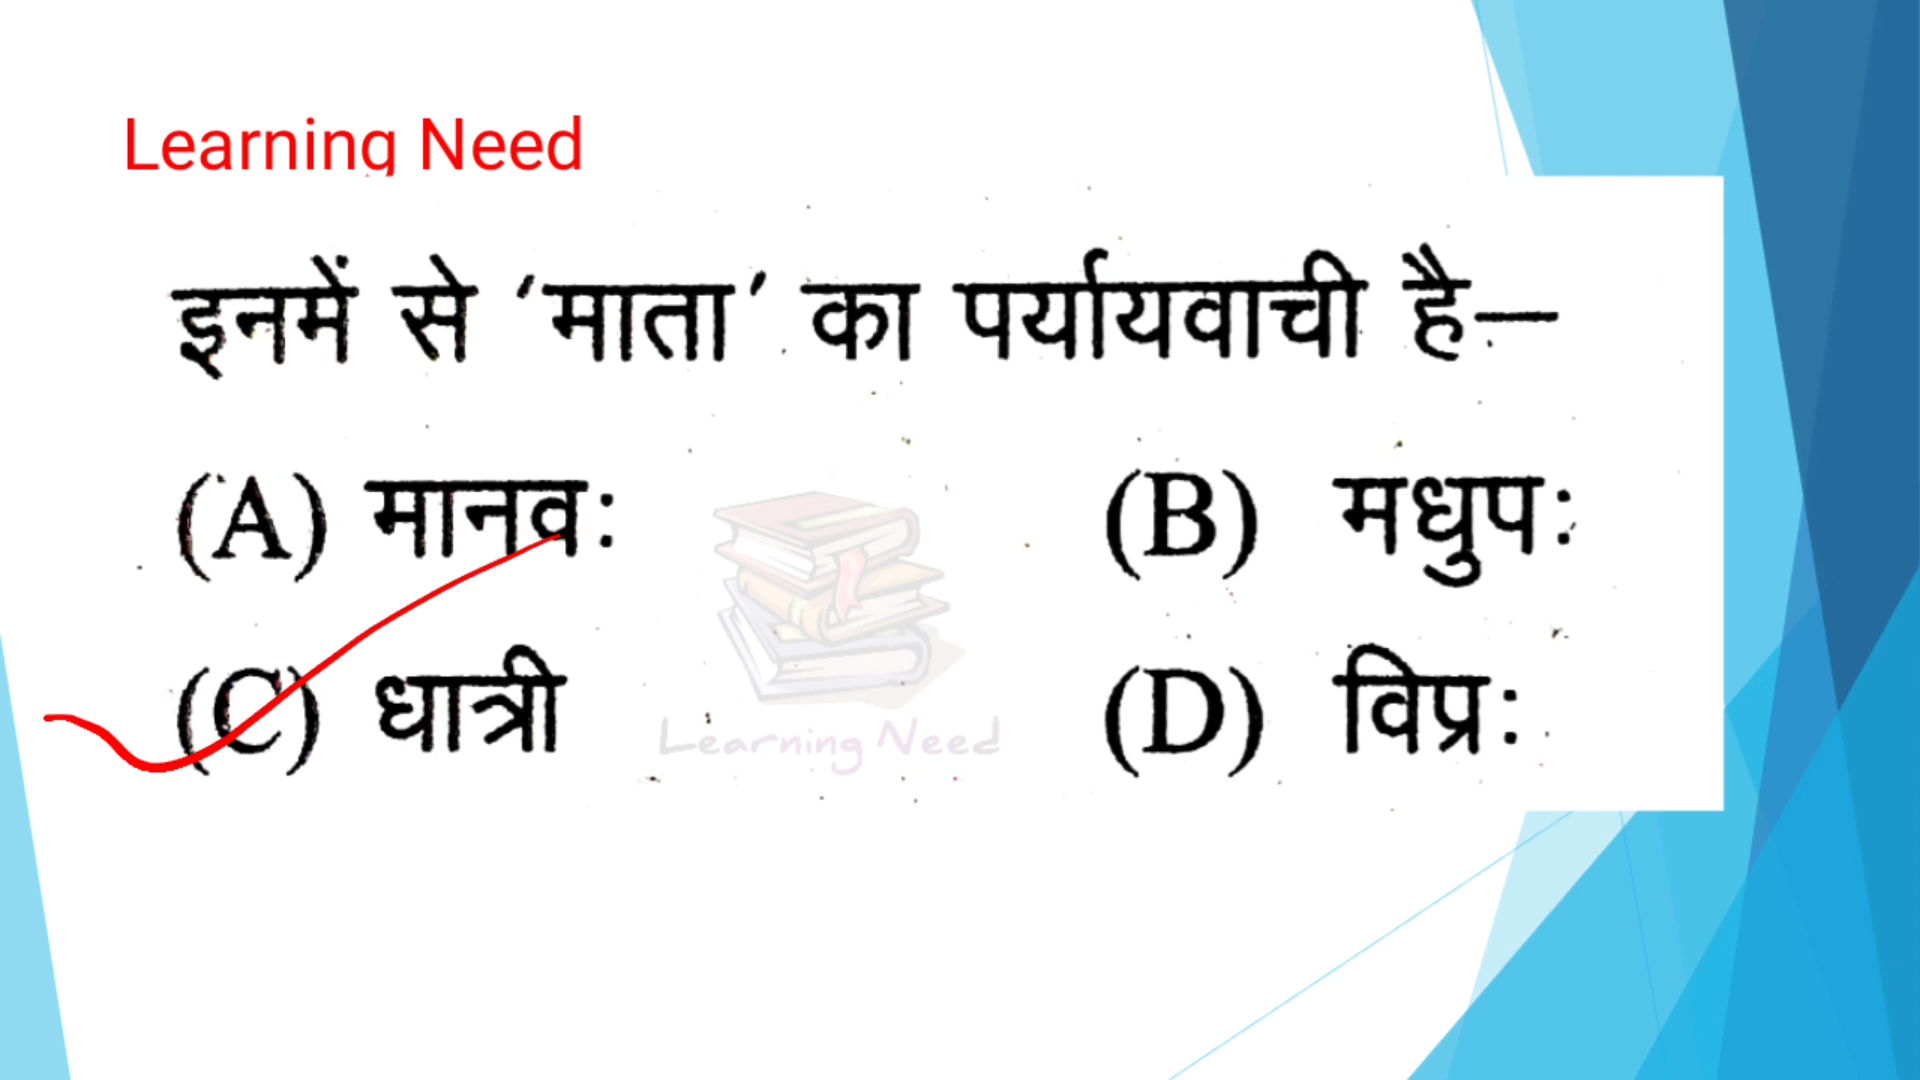 Learning Need
इनमें से ‘माता’ का पर्यायवाची है—
(A) मानवः (B) मधुपः
(C) धात्री (D) विप्रः
Learning Need